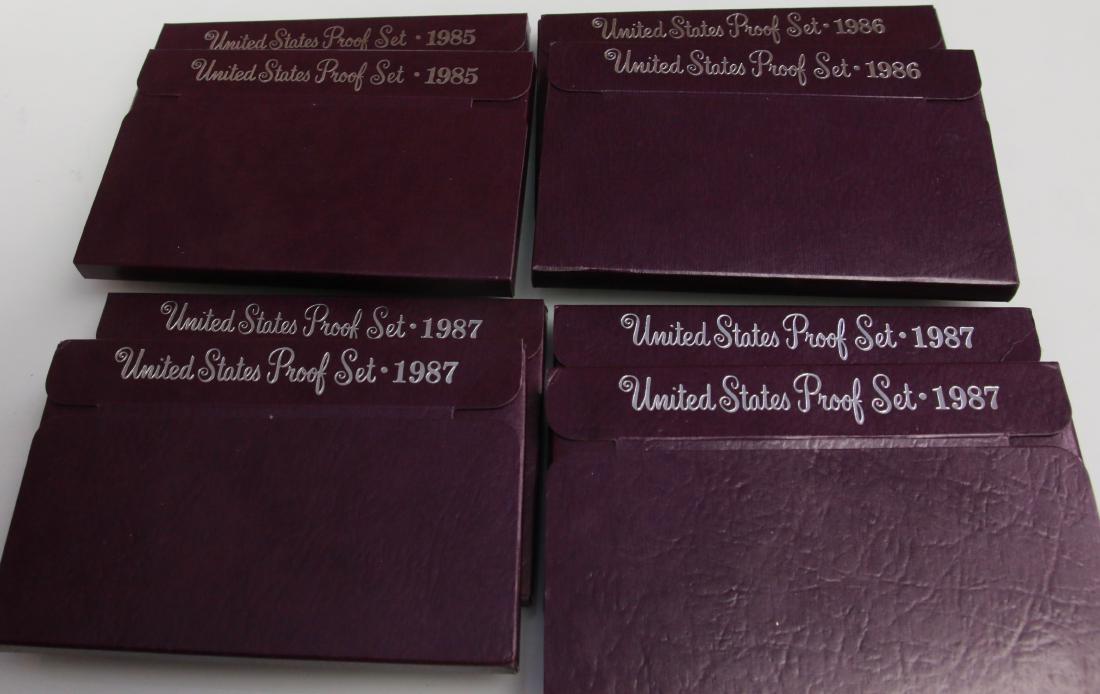 United States Proof Set • 1985
United States Proof Set • 1985
United States Proof Set • 1986
United States Proof Set • 1986
United States Proof Set • 1987
United States Proof Set • 1987
United States Proof Set • 1987
United States Proof Set • 1987